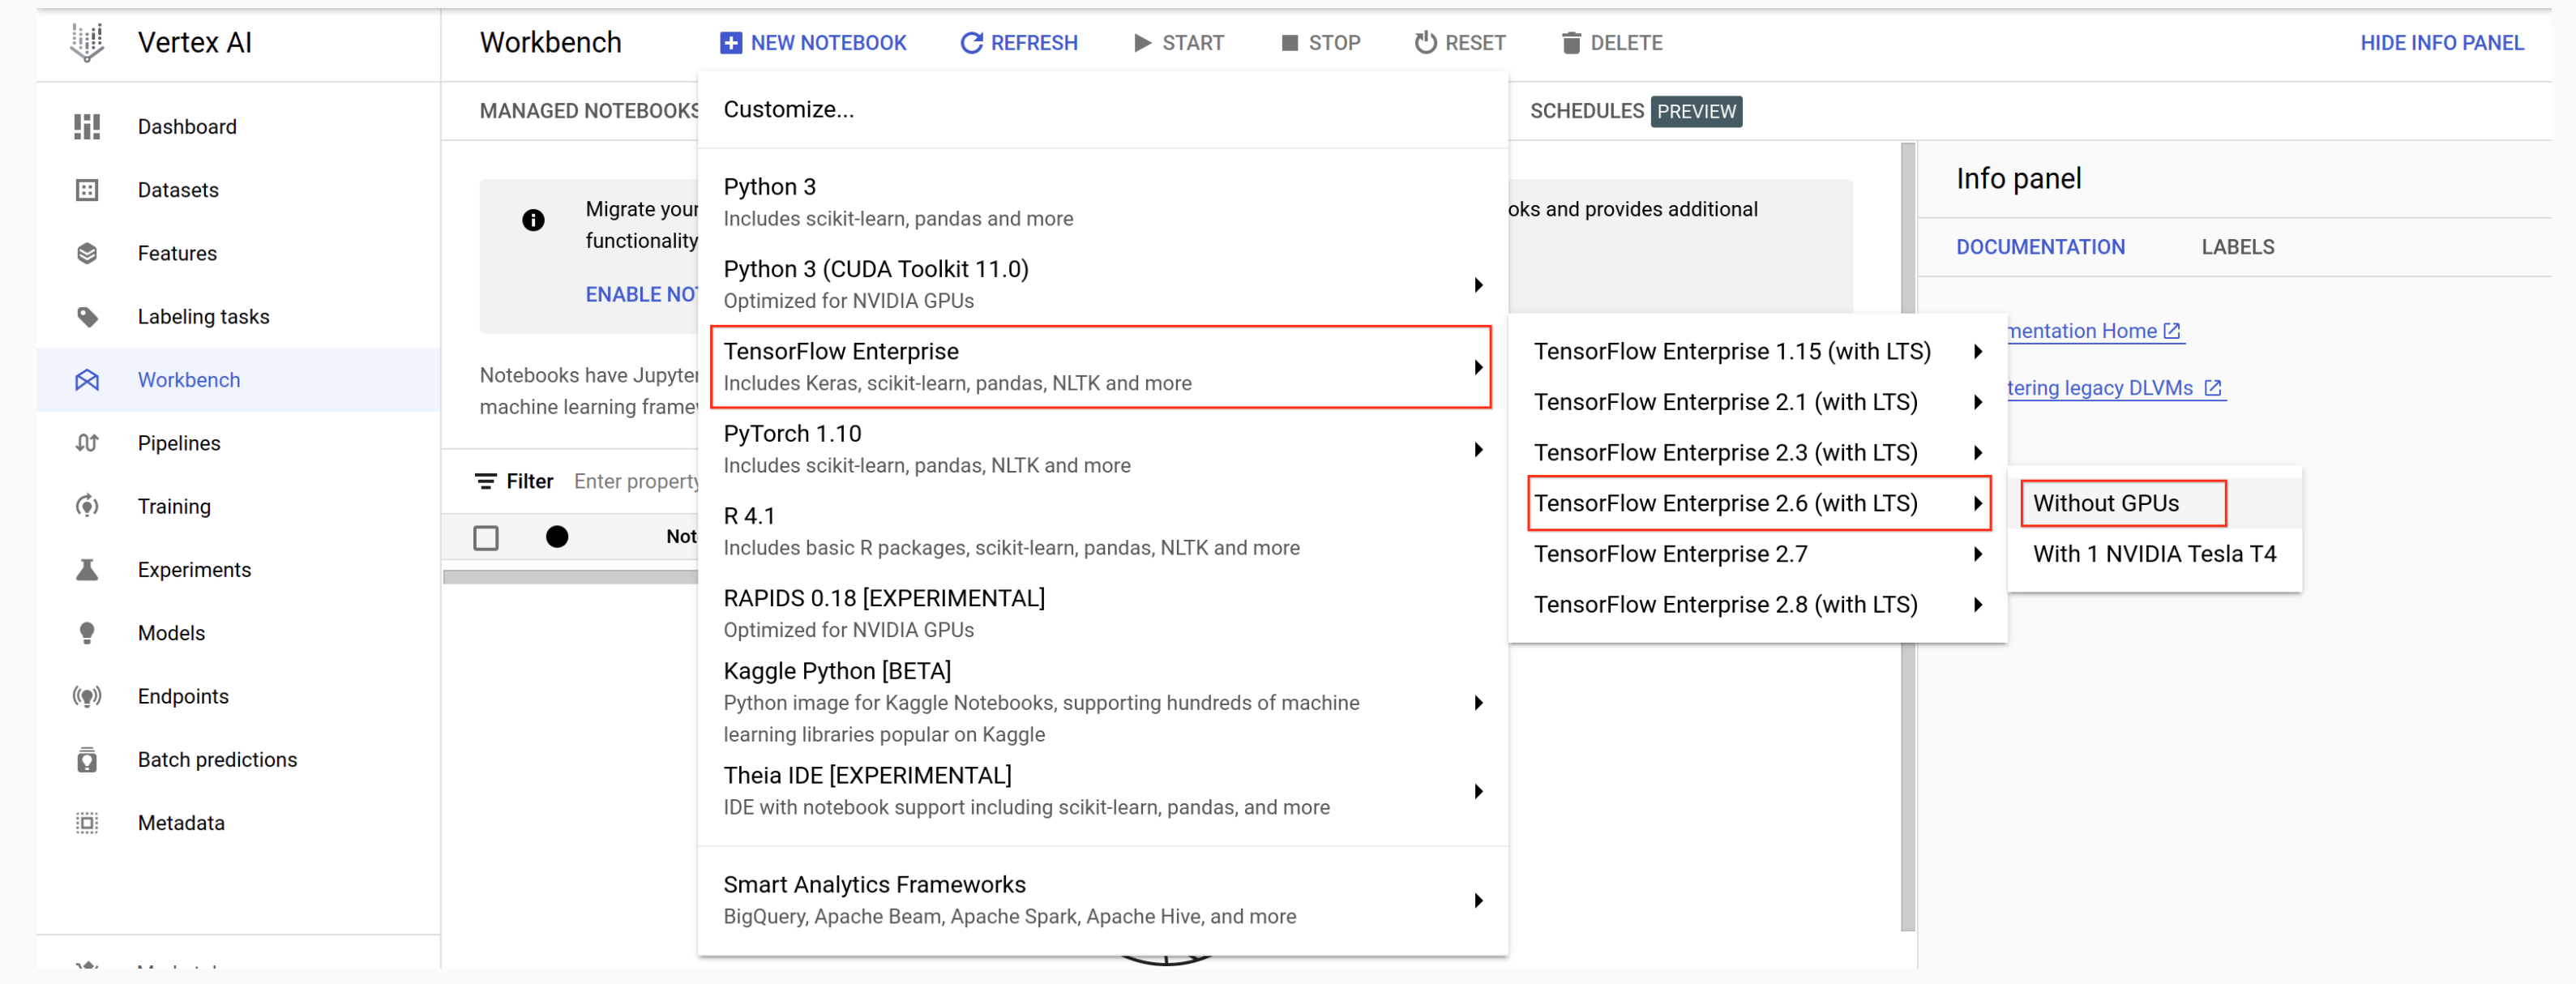 Vertex AI
Workbench
NEW NOTEBOOK
REFRESH
START
STOP
RESET
DELETE
HIDE INFO PANEL
Dashboard
Datasets
Features
Labeling tasks
Workbench
Pipelines
Training
Experiments
Models
Endpoints
Batch predictions
Metadata
MANAGED NOTEBOOKS
SCHEDULES PREVIEW
Migrate your
oks and provides additional
functionality
ENABLE NO
Notebooks have Jupyter
machine learning frame
Filter Enter property
Not
Customize...
Python 3
Includes scikit-learn, pandas and more
Python 3 (CUDA Toolkit 11.0)
Optimized for NVIDIA GPUs
TensorFlow Enterprise
Includes Keras, scikit-learn, pandas, NLTK and more
PyTorch 1.10
Includes scikit-learn, pandas, NLTK and more
R 4.1
Includes basic R packages, scikit-learn, pandas, NLTK and more
RAPIDS 0.18 [EXPERIMENTAL]
Optimized for NVIDIA GPUs
Kaggle Python [BETA]
Python image for Kaggle Notebooks, supporting hundreds of machine
learning libraries popular on Kaggle
Theia IDE [EXPERIMENTAL]
IDE with notebook support including scikit-learn, pandas, and more
Smart Analytics Frameworks
BigQuery, Apache Beam, Apache Spark, Apache Hive, and more
TensorFlow Enterprise 1.15 (with LTS)
TensorFlow Enterprise 2.1 (with LTS)
TensorFlow Enterprise 2.3 (with LTS)
TensorFlow Enterprise 2.6 (with LTS)
TensorFlow Enterprise 2.7
TensorFlow Enterprise 2.8 (with LTS)
Without GPUs
With 1 NVIDIA Tesla T4
Info panel
DOCUMENTATION
LABELS
mentation Home
tering legacy DLVMs